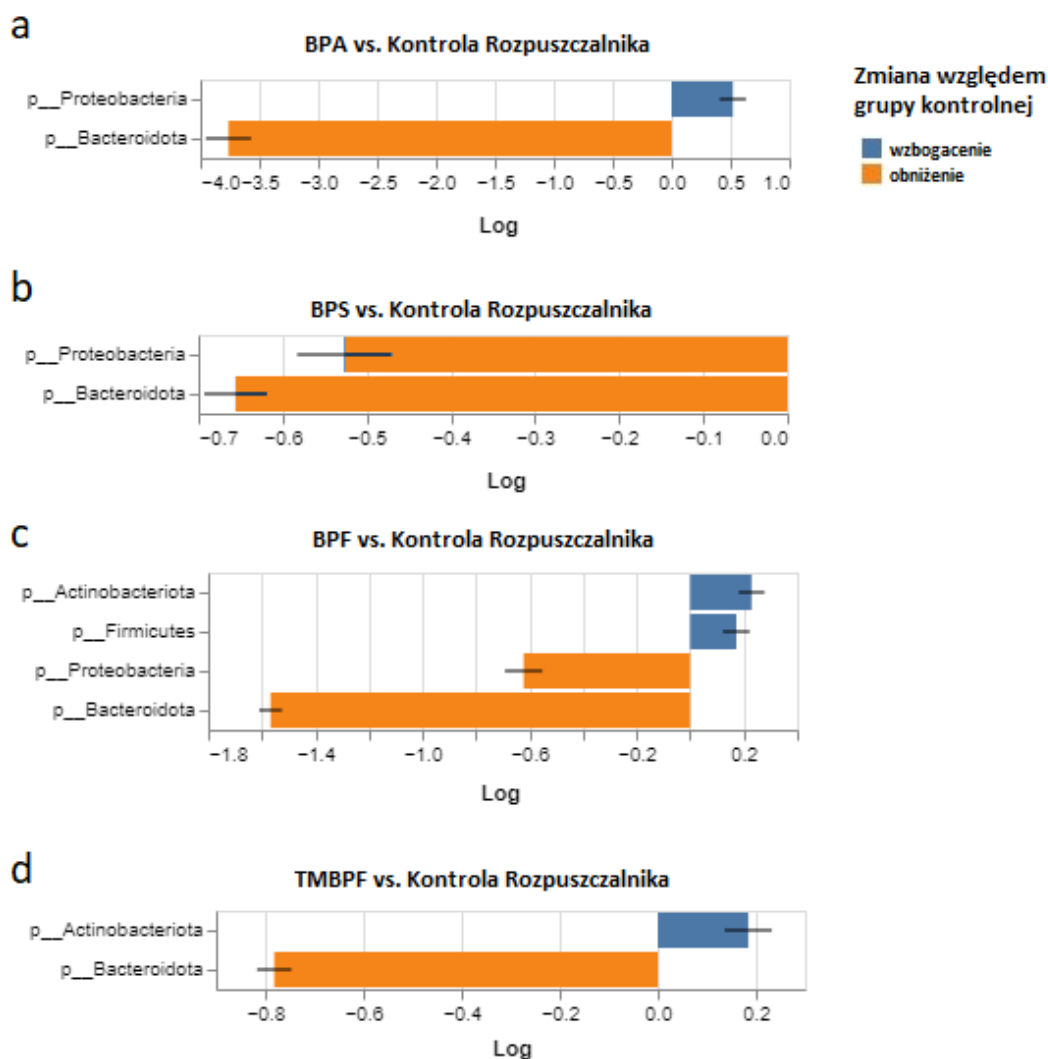 a
BPA vs. Kontrola Rozpuszczalnika
p__Proteobacteria
p__Bacteroidota
−4.0 −3.5 −3.0 −2.5 −2.0 −1.5 −1.0 −0.5 0.0 0.5 1.0
Log
Zmiana względem
grupy kontrolnej
wzbogacenie
obniżenie
b
BPS vs. Kontrola Rozpuszczalnika
p__Proteobacteria
p__Bacteroidota
−0.7 −0.6 −0.5 −0.4 −0.3 −0.2 −0.1 0.0
Log
c
BPF vs. Kontrola Rozpuszczalnika
p__Actinobacteriota
p__Firmicutes
p__Proteobacteria
p__Bacteroidota
−1.8 −1.4 −1.0 −0.6 −0.2 0.2
Log
d
TMBPF vs. Kontrola Rozpuszczalnika
p__Actinobacteriota
p__Bacteroidota
−0.8 −0.6 −0.4 −0.2 0.0 0.2
Log